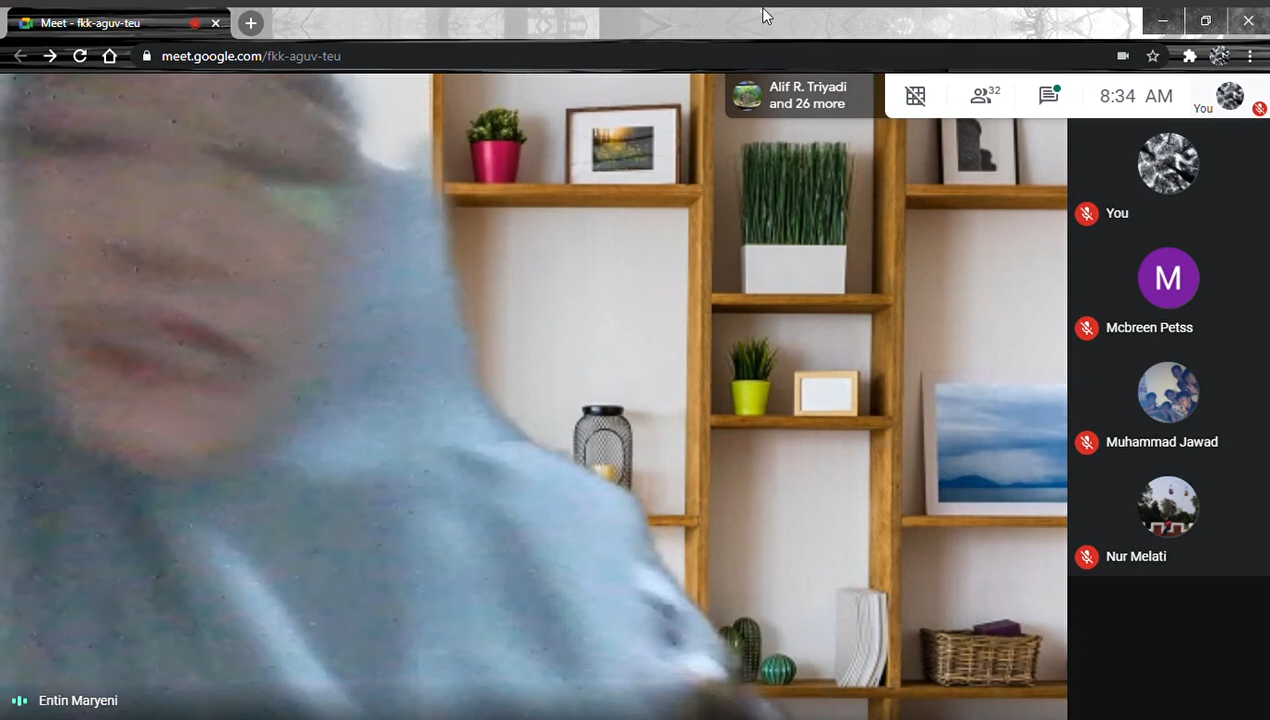 Meet - fkk-aguv-teu
meet.google.com/fkk-aguv-teu
Alif R. Triyadi
and 26 more
32
8:34 AM
You
You
M
Mcbreen Petss
Muhammad Jawad
Nur Melati
Entin Maryeni